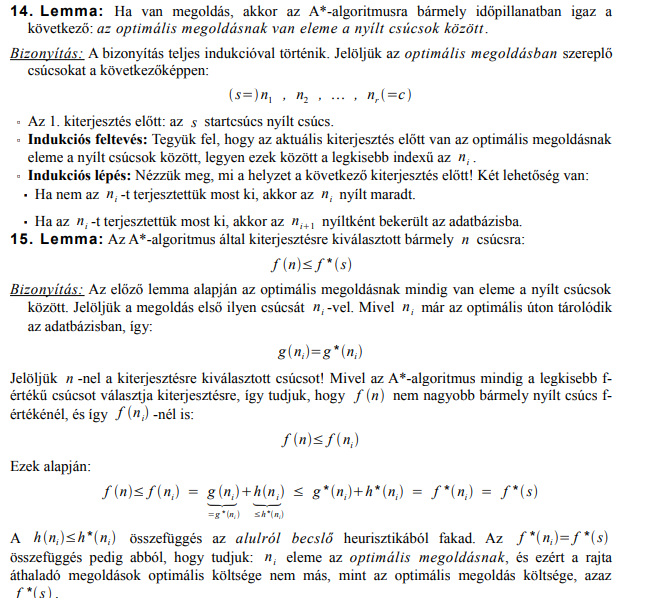 14. Lemma: Ha van megoldás, akkor az A*-algoritmusra bármely időpillanatban igaz a
következő: az optimális megoldásnak van eleme a nyílt csúcsok között.
Bizonyítás: A bizonyítás teljes indukcióval történik. Jelöljük az optimális megoldásban szereplő
csúcsokat a következőképpen:
(s=)n₁ , n₂ , … , nᵣ(=c)
▫ Az 1. kiterjesztés előtt: az s startcsúcs nyílt csúcs.
▫ Indukciós feltevés: Tegyük fel, hogy az aktuális kiterjesztés előtt van az optimális megoldásnak
eleme a nyílt csúcsok között, legyen ezek között a legkisebb indexű az nᵢ.
▫ Indukciós lépés: Nézzük meg, mi a helyzet a következő kiterjesztés előtt! Két lehetőség van:
▪ Ha nem az nᵢ-t terjesztettük most ki, akkor az nᵢ nyílt maradt.
▪ Ha az nᵢ-t terjesztettük most ki, akkor az nᵢ₊₁ nyíltként bekerült az adatbázisba.
15. Lemma: Az A*-algoritmus által kiterjesztésre kiválasztott bármely n csúcsra:
f(n)≤f*(s)
Bizonyítás: Az előző lemma alapján az optimális megoldásnak mindig van eleme a nyílt csúcsok
között. Jelöljük a megoldás első ilyen csúcsát nᵢ-vel. Mivel nᵢ már az optimális úton tárolódik
az adatbázisban, így:
g(nᵢ)=g*(nᵢ)
Jelöljük n-nel a kiterjesztésre kiválasztott csúcsot! Mivel az A*-algoritmus mindig a legkisebb f-
értékű csúcsot választja kiterjesztésre, így tudjuk, hogy f(n) nem nagyobb bármely nyílt csúcs f-
értékénél, és így f(nᵢ)-nél is:
f(n)≤f(nᵢ)
Ezek alapján:
f(n)≤f(nᵢ) = g(nᵢ)+h(nᵢ) ≤ g*(nᵢ)+h*(nᵢ) = f*(nᵢ) = f*(s)
=g*(nᵢ) ≤h*(nᵢ)
A h(nᵢ)≤h*(nᵢ) összefüggés az alulról becslő heurisztikából fakad. Az f*(nᵢ)=f*(s)
összefüggés pedig abból, hogy tudjuk: nᵢ eleme az optimális megoldásnak, és ezért a rajta
áthaladó megoldások optimális költsége nem más, mint az optimális megoldás költsége, azaz
f*(s).